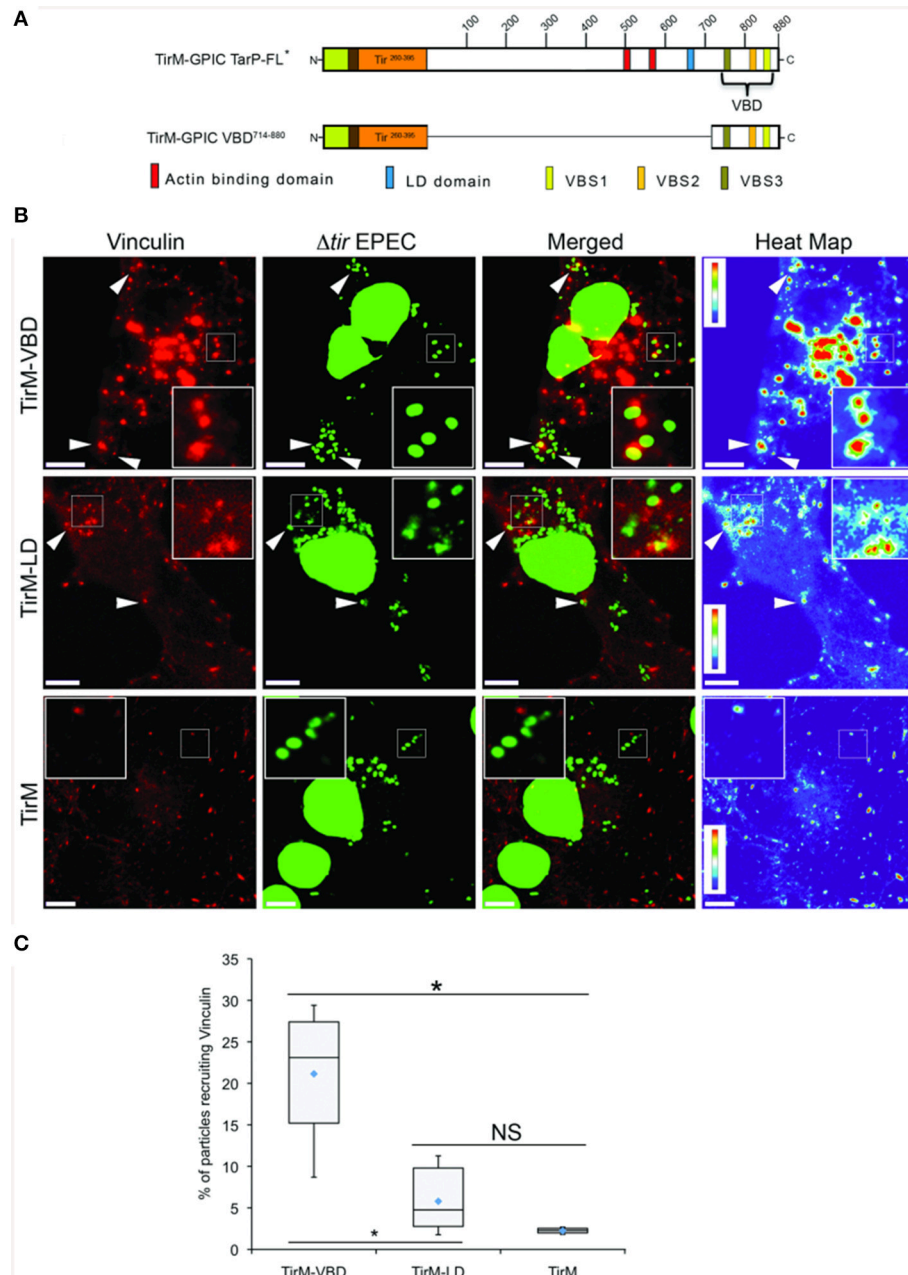 A
100 200 300 400 500 600 700 800 880
TirM-GPIC TarP-FL*
N
Tir 260-395
C
VBD
TirM-GPIC VBD714-880
N
Tir 260-395
C
Actin binding domain
LD domain
VBS1
VBS2
VBS3
B
Vinculin
Δtir EPEC
Merged
Heat Map
TirM-VBD
TirM-LD
TirM
C
% of particles recruiting Vinculin
35
30
25
20
15
10
5
0
*
NS
*
TirM-VBD
TirM-LD
TirM